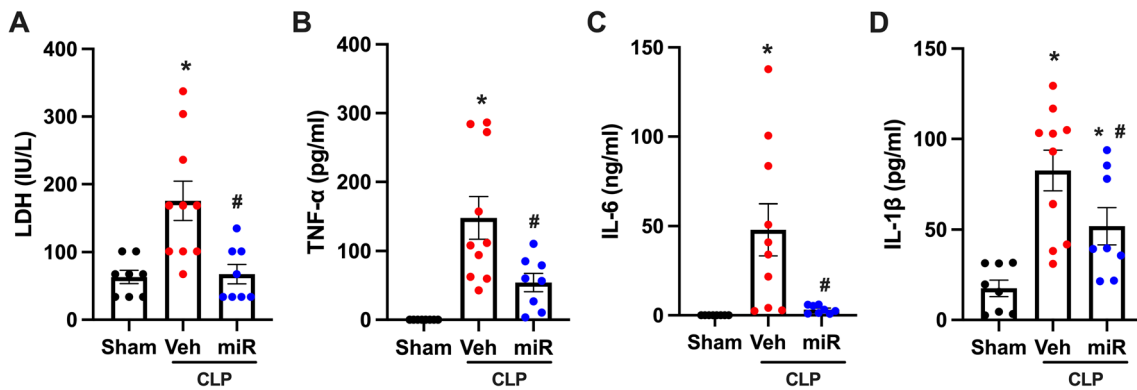 A
LDH (IU/L)
400
300
200
100
0
*
#
Sham Veh miR
CLP
B
TNF-α (pg/ml)
400
300
200
100
0
*
#
Sham Veh miR
CLP
C
IL-6 (ng/ml)
150
100
50
0
*
#
Sham Veh miR
CLP
D
IL-1β (pg/ml)
150
100
50
0
*
* #
Sham Veh miR
CLP